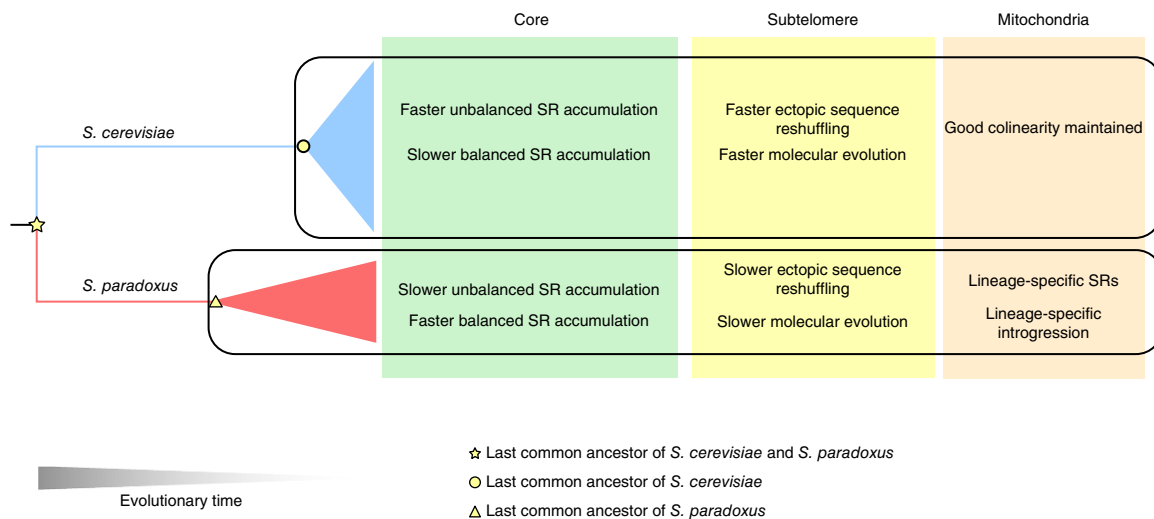 Core
Subtelomere
Mitochondria
S. cerevisiae
Faster unbalanced SR accumulation
Slower balanced SR accumulation
Faster ectopic sequence
reshuffling
Faster molecular evolution
Good colinearity maintained
S. paradoxus
Slower unbalanced SR accumulation
Faster balanced SR accumulation
Slower ectopic sequence
reshuffling
Slower molecular evolution
Lineage-specific SRs
Lineage-specific
introgression
Evolutionary time
Last common ancestor of S. cerevisiae and S. paradoxus
Last common ancestor of S. cerevisiae
Last common ancestor of S. paradoxus